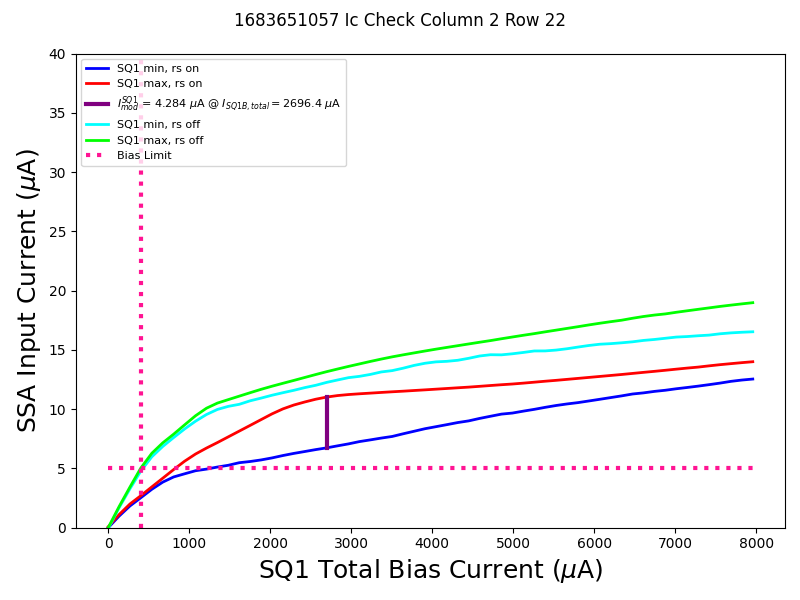 1683651057 Ic Check Column 2 Row 22
SSA Input Current (μA)
40
35
30
25
20
15
10
5
0
SQ1 min, rs on
SQ1 max, rs on
I_{mod}^{SQ1} = 4.284 μA @ I_{SQ1B,total} = 2696.4 μA
SQ1 min, rs off
SQ1 max, rs off
Bias Limit
0 1000 2000 3000 4000 5000 6000 7000 8000
SQ1 Total Bias Current (μA)